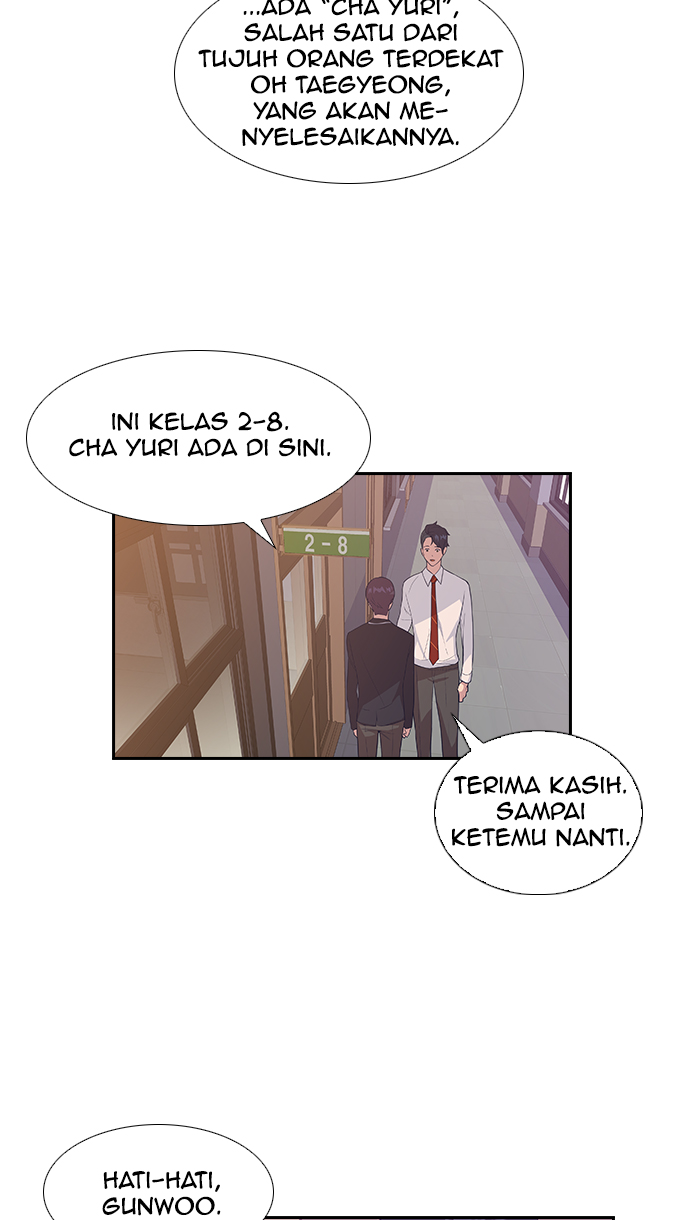 ...ADA "CHA YURI",
SALAH SATU DARI
TUJUH ORANG TERDEKAT
OH TAEGYEONG,
YANG AKAN ME-
NYELESAIKANNYA.
INI KELAS 2-8.
CHA YURI ADA DI SINI.
2-8
TERIMA KASIH.
SAMPAI
KETEMU NANTI.
HATI-HATI,
GUNWOO.